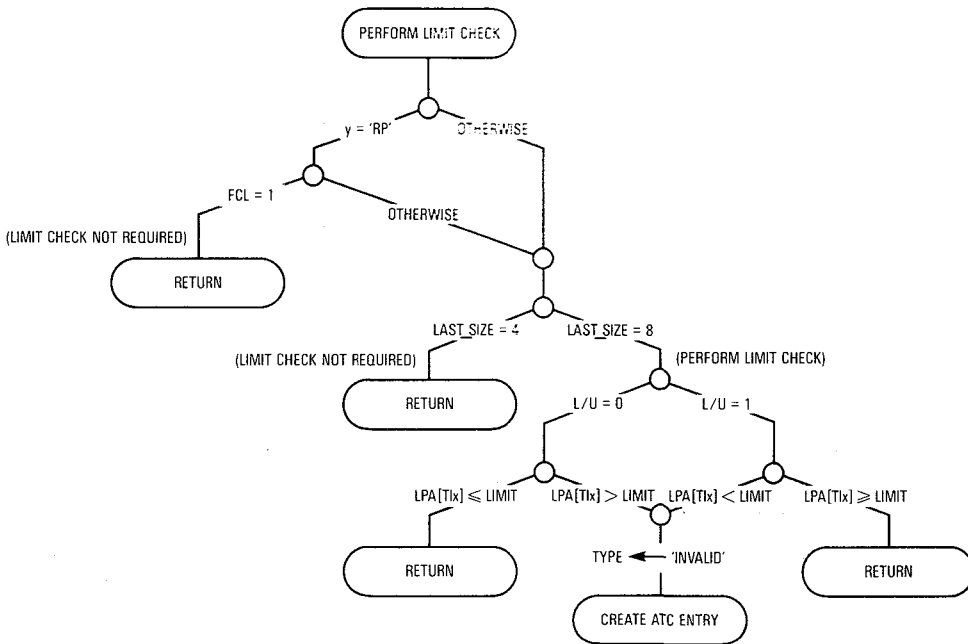 PERFORM LIMIT CHECK
y = 'RP'
OTHERWISE
FCL = 1
OTHERWISE
(LIMIT CHECK NOT REQUIRED)
RETURN
LAST_SIZE = 4
LAST_SIZE = 8
(LIMIT CHECK NOT REQUIRED)
(PERFORM LIMIT CHECK)
RETURN
L/U = 0
L/U = 1
LPA[TIx] ≤ LIMIT
LPA[TIx] > LIMIT
LPA[TIx] < LIMIT
LPA[TIx] ≥ LIMIT
RETURN
TYPE ← 'INVALID'
RETURN
CREATE ATC ENTRY